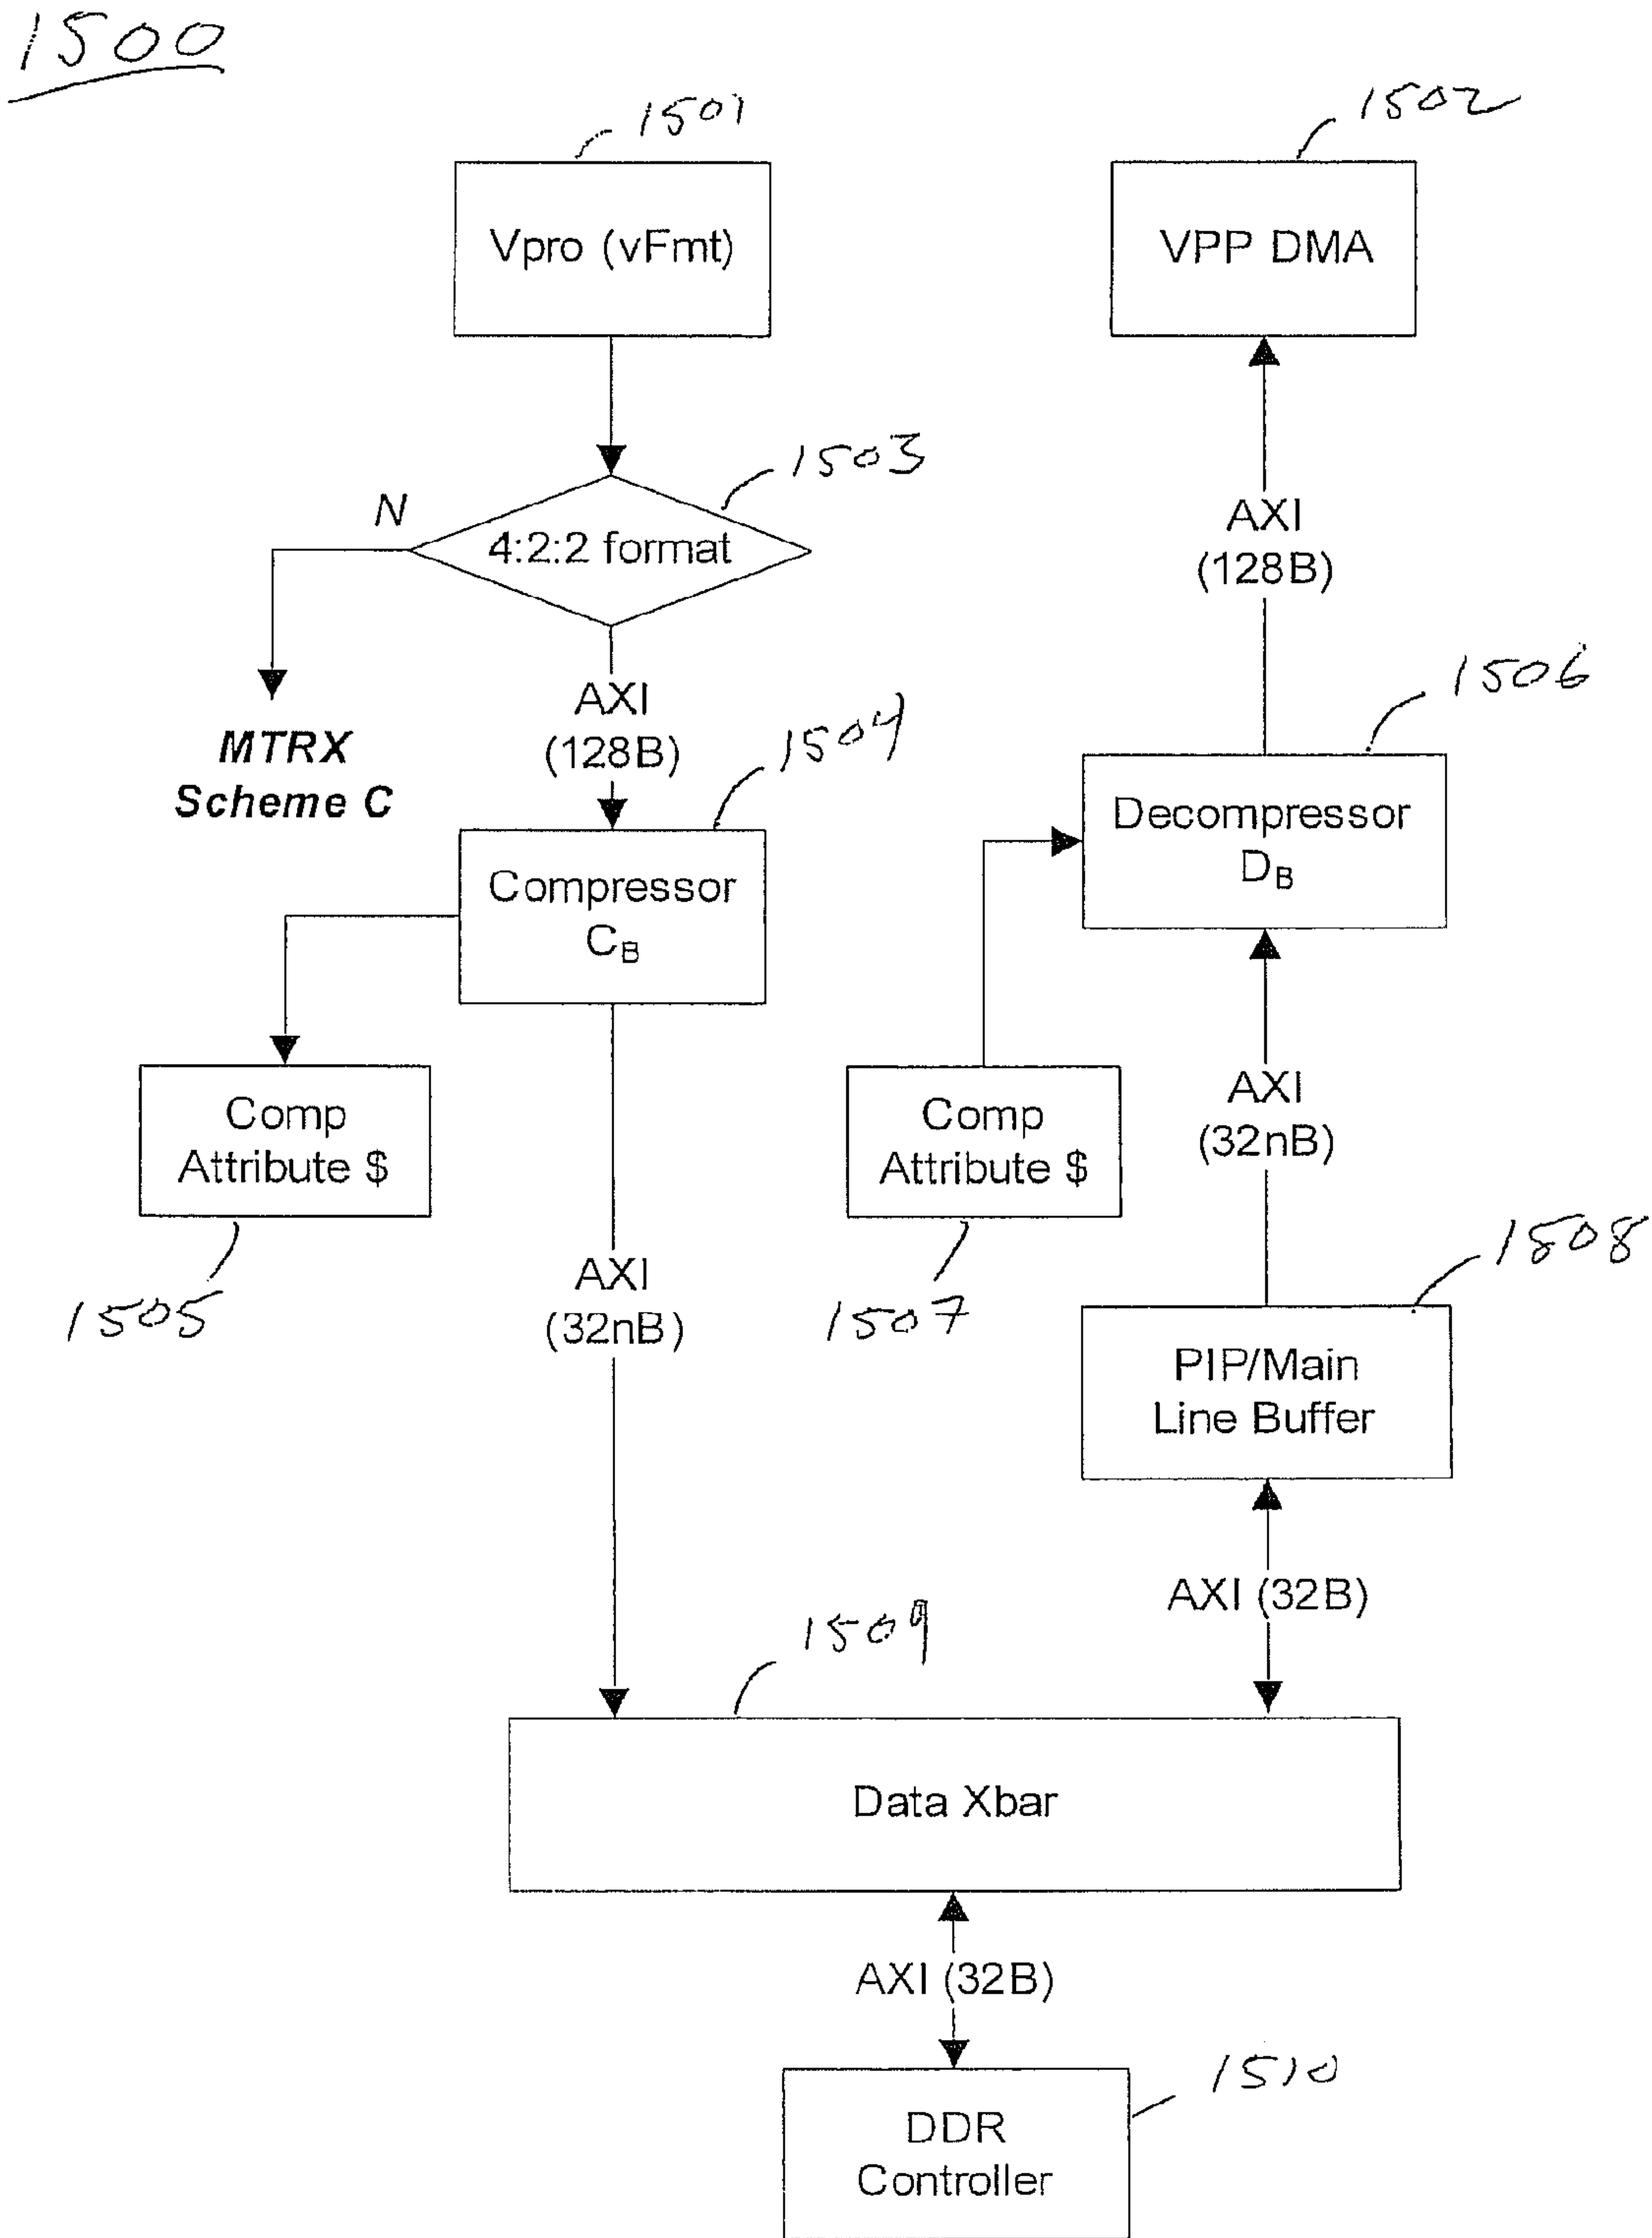 1500
1501
1502
Vpro (vFmt)
VPP DMA
1503
N
4:2:2 format
AXI
(128B)
1506
MTRX
Scheme C
AXI
(128B)
1504
Decompressor
DB
Compressor
CB
Comp
Attribute $
Comp
Attribute $
AXI
(32nB)
1508
1505
AXI
(32nB)
1507
PIP/Main
Line Buffer
AXI (32B)
1509
Data Xbar
AXI (32B)
1510
DDR
Controller